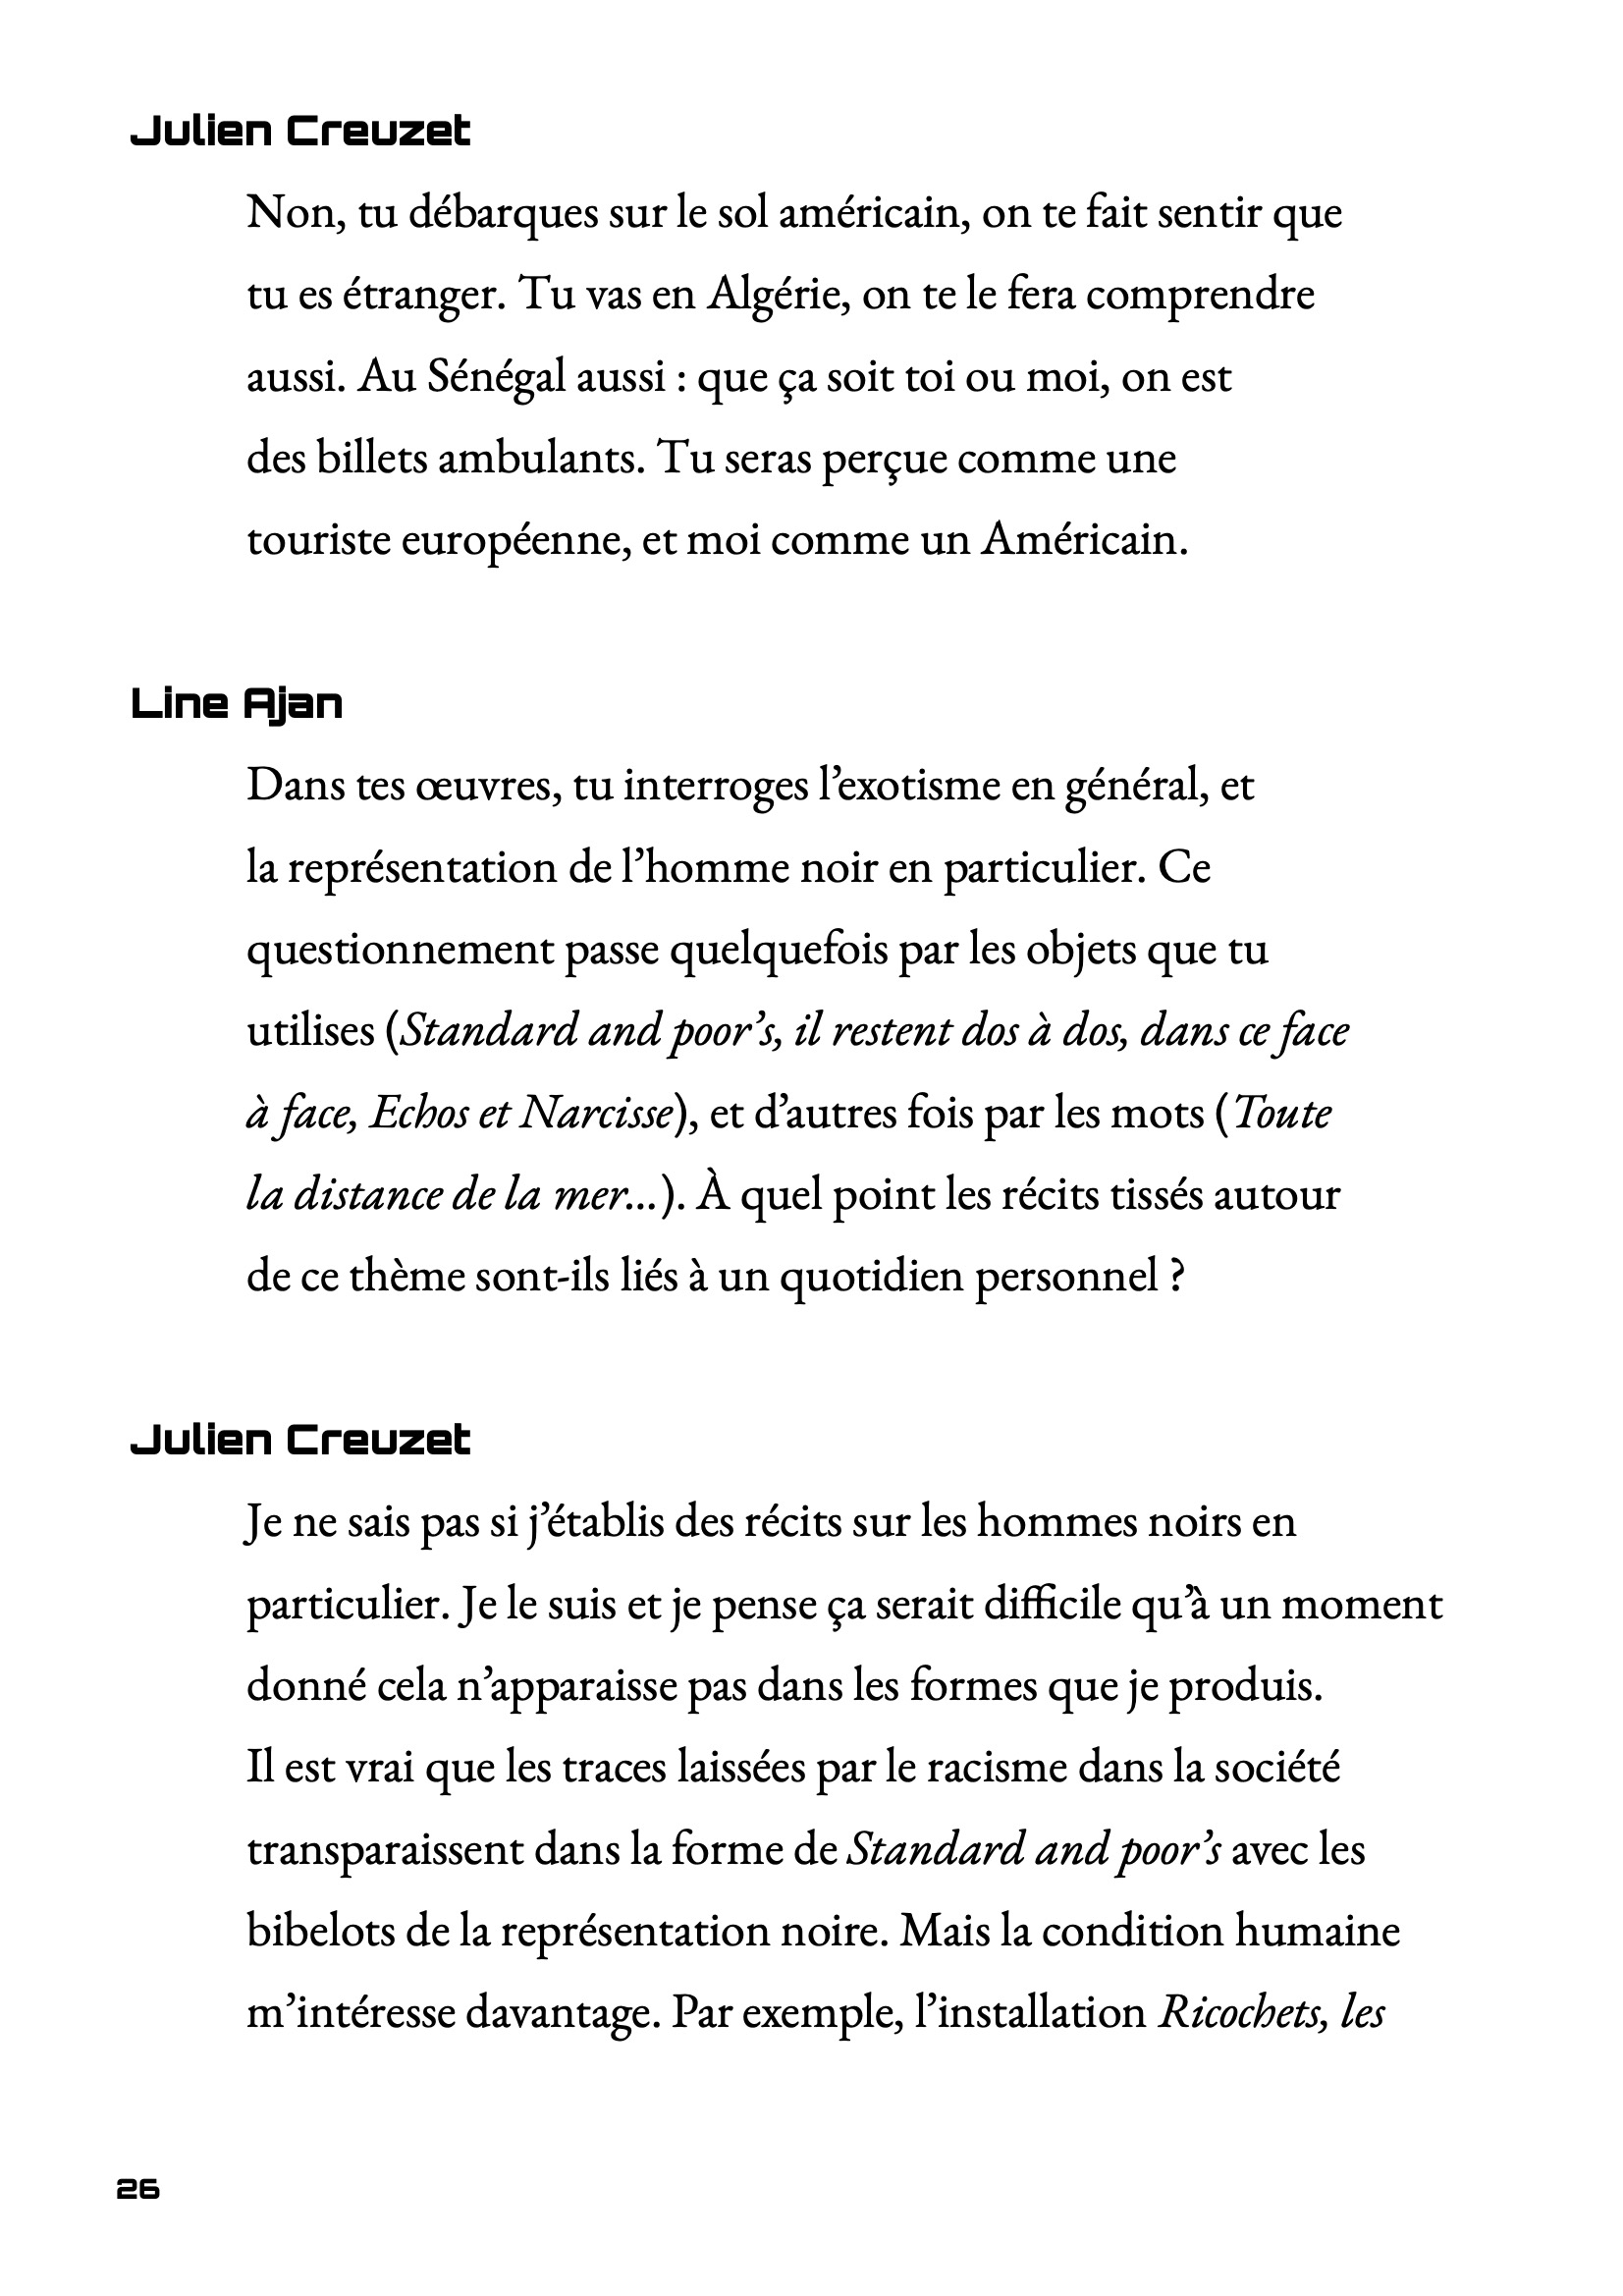 Julien Creuzet
Non, tu débarques sur le sol américain, on te fait sentir que
tu es étranger. Tu vas en Algérie, on te le fera comprendre
aussi. Au Sénégal aussi : que ça soit toi ou moi, on est
des billets ambulants. Tu seras perçue comme une
touriste européenne, et moi comme un Américain.
Line Ajan
Dans tes œuvres, tu interroges l’exotisme en général, et
la représentation de l’homme noir en particulier. Ce
questionnement passe quelquefois par les objets que tu
utilises (Standard and poor’s, il restent dos à dos, dans ce face
à face, Echos et Narcisse), et d’autres fois par les mots (Toute
la distance de la mer...). À quel point les récits tissés autour
de ce thème sont-ils liés à un quotidien personnel ?
Julien Creuzet
Je ne sais pas si j’établis des récits sur les hommes noirs en
particulier. Je le suis et je pense ça serait difficile qu’à un moment
donné cela n’apparaisse pas dans les formes que je produis.
Il est vrai que les traces laissées par le racisme dans la société
transparaissent dans la forme de Standard and poor’s avec les
bibelots de la représentation noire. Mais la condition humaine
m’intéresse davantage. Par exemple, l’installation Ricochets, les
26